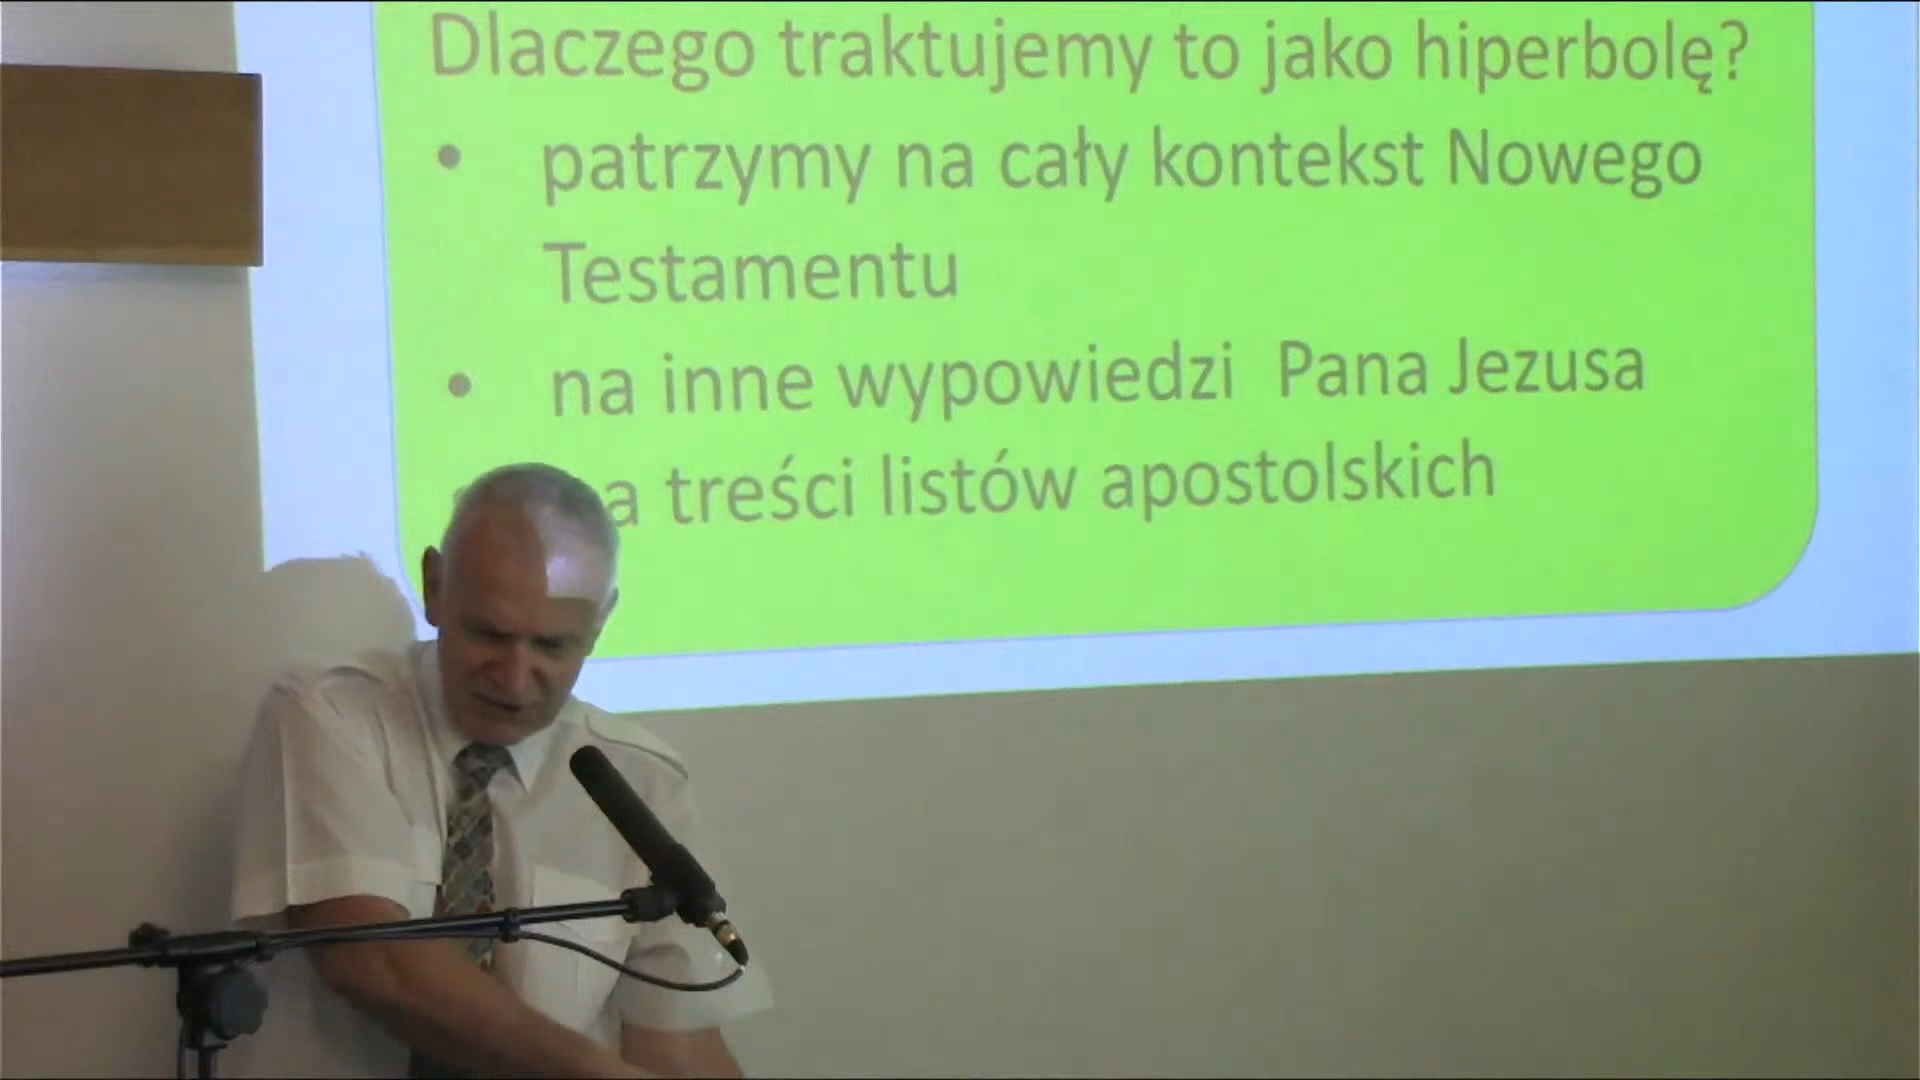 Dlaczego traktujemy to jako hiperbolę?
• patrzymy na cały kontekst Nowego
Testamentu
• na inne wypowiedzi Pana Jezusa
treści listów apostolskich